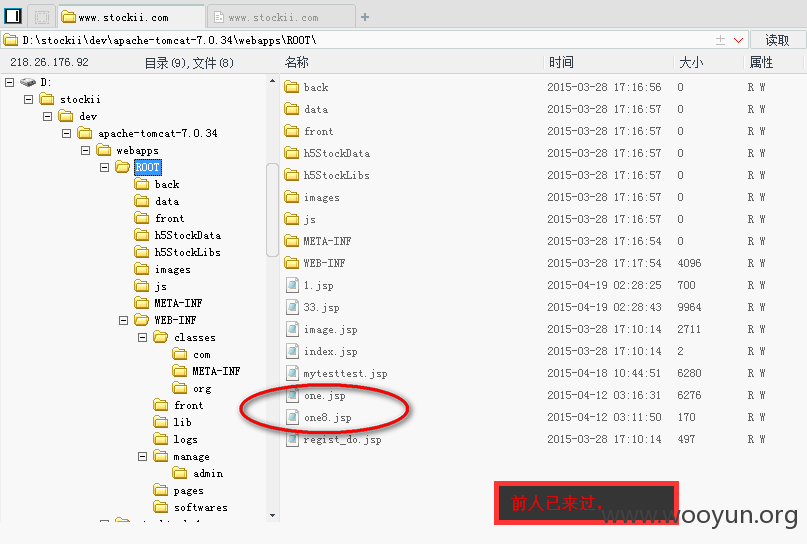 www.stockii.com www.stockii.com
D:\stockii\dev\apache-tomcat-7.0.34\webapps\ROOT\ 读取
218.26.176.92 目录(9),文件(8) 名称 时间 大小 属性
D:
stockii
dev
apache-tomcat-7.0.34
webapps
ROOT
back
data
front
h5StockData
h5StockLibs
images
js
META-INF
WEB-INF
classes
com
META-INF
org
front
lib
logs
manage
admin
pages
softwares
back 2015-03-28 17:16:56 0 R W
data 2015-03-28 17:16:57 0 R W
front 2015-03-28 17:16:57 0 R W
h5StockData 2015-03-28 17:16:57 0 R W
h5StockLibs 2015-03-28 17:16:57 0 R W
images 2015-03-28 17:16:57 0 R W
js 2015-03-28 17:16:57 0 R W
META-INF 2015-03-28 17:16:54 0 R W
WEB-INF 2015-03-28 17:17:54 4096 R W
1.jsp 2015-04-19 02:28:25 700 R W
33.jsp 2015-04-19 02:28:43 9964 R W
image.jsp 2015-03-28 17:10:14 2711 R W
index.jsp 2015-03-28 17:10:14 2 R W
mytesttest.jsp 2015-04-18 10:44:51 6280 R W
one.jsp 2015-04-12 03:16:31 6276 R W
one8.jsp 2015-04-12 03:11:50 170 R W
regist_do.jsp 2015-03-28 17:10:14 497 R W
前人已来过.
www.wooyun.org